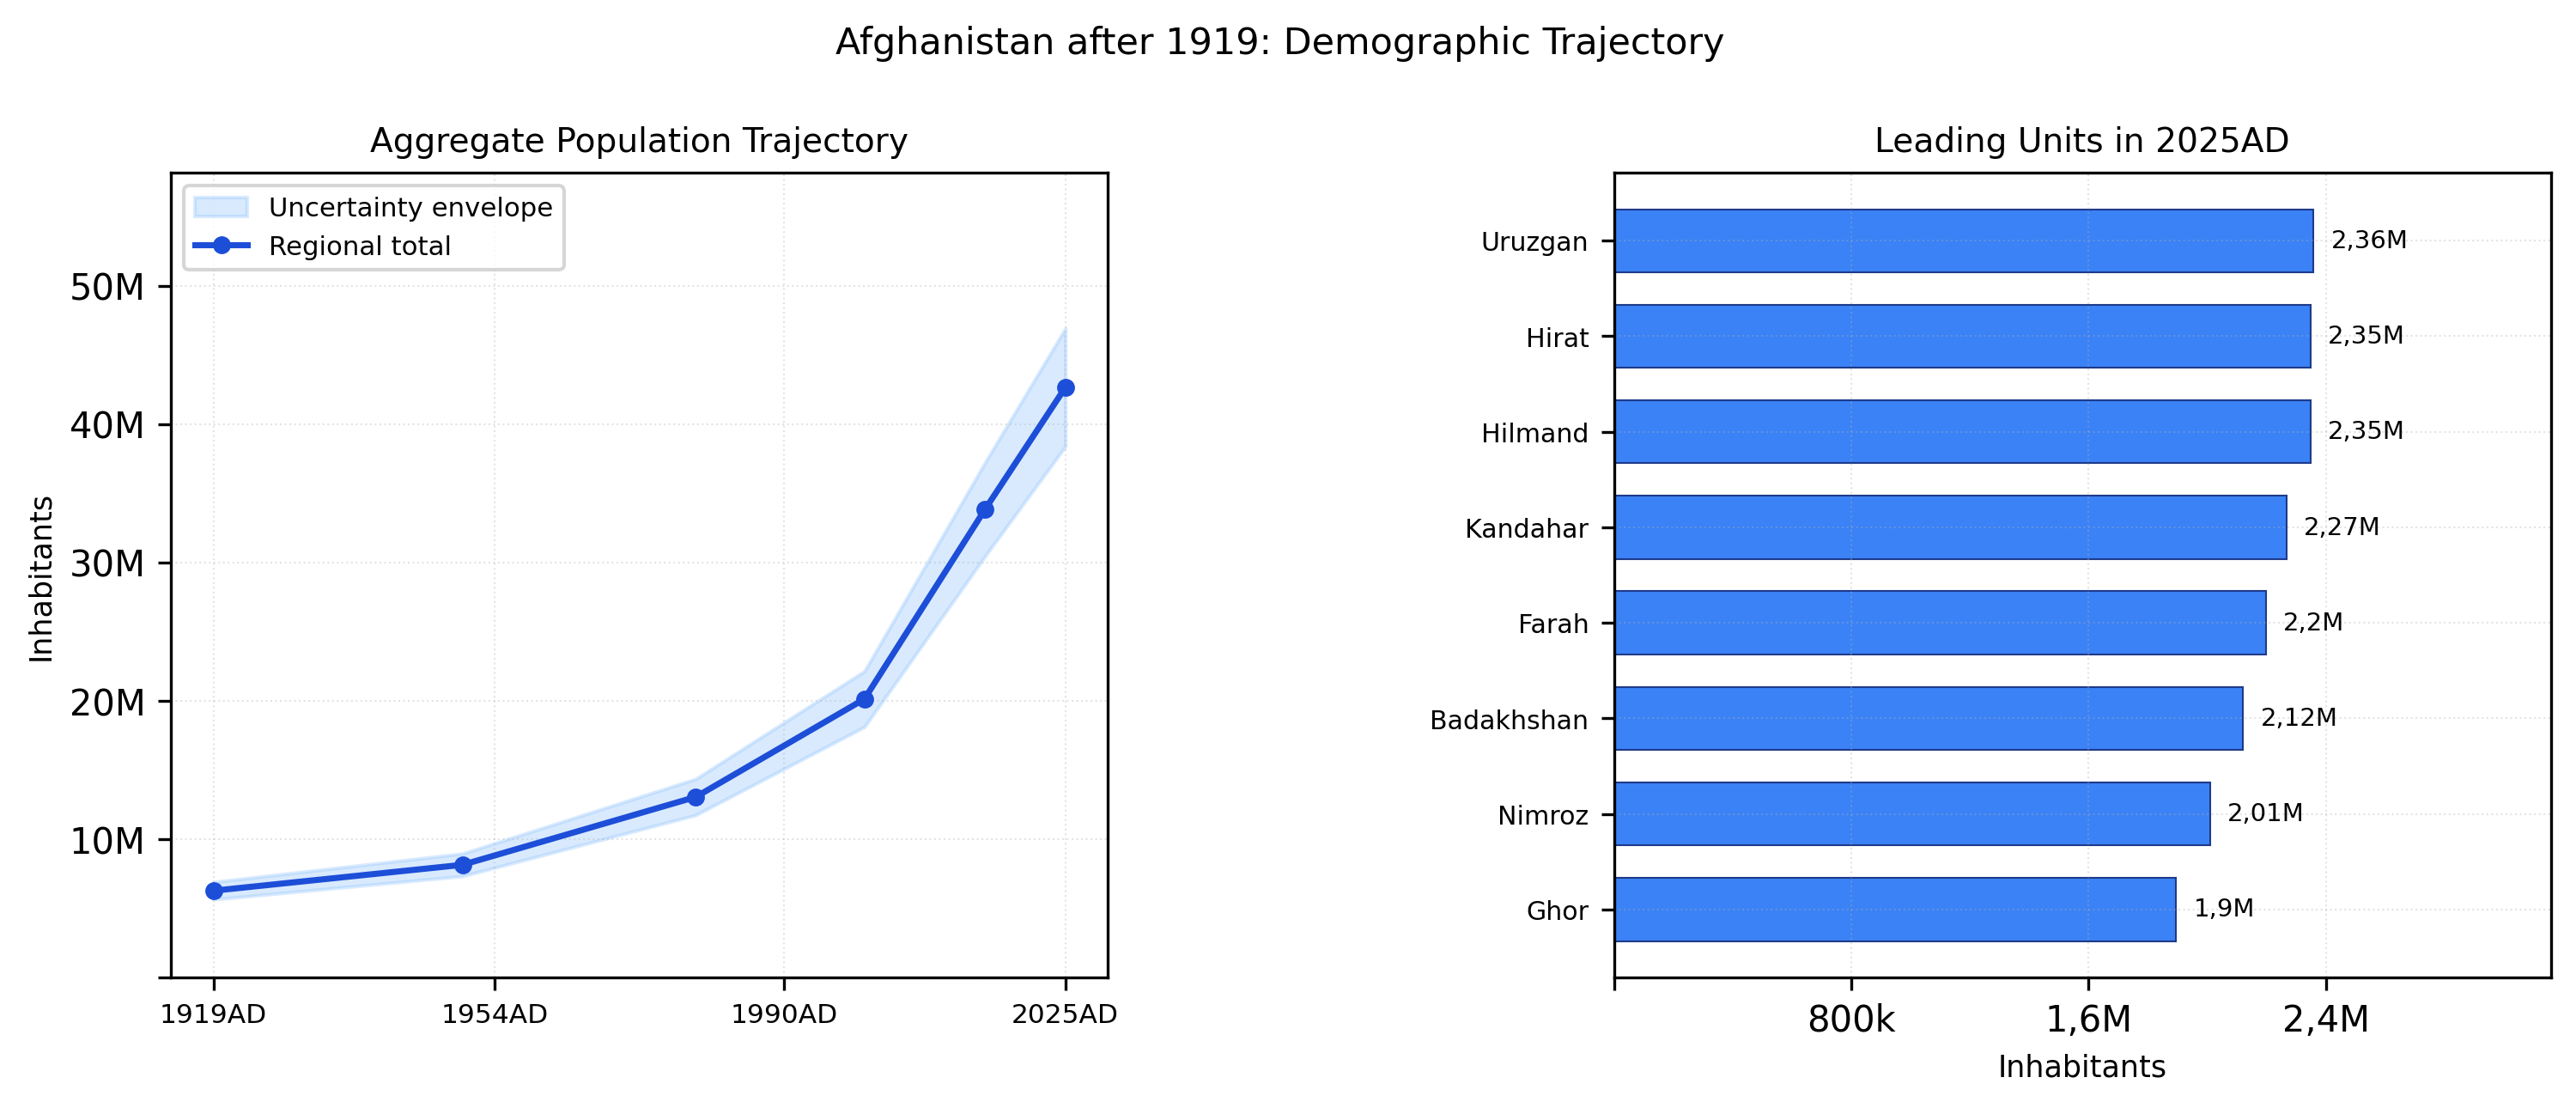 Afghanistan after 1919: Demographic Trajectory
Aggregate Population Trajectory
Uncertainty envelope
Regional total
Inhabitants
50M
40M
30M
20M
10M
1919AD
1954AD
1990AD
2025AD
Leading Units in 2025AD
Uruzgan 2,36M
Hirat 2,35M
Hilmand 2,35M
Kandahar 2,27M
Farah 2,2M
Badakhshan 2,12M
Nimroz 2,01M
Ghor 1,9M
800k
1,6M
2,4M
Inhabitants